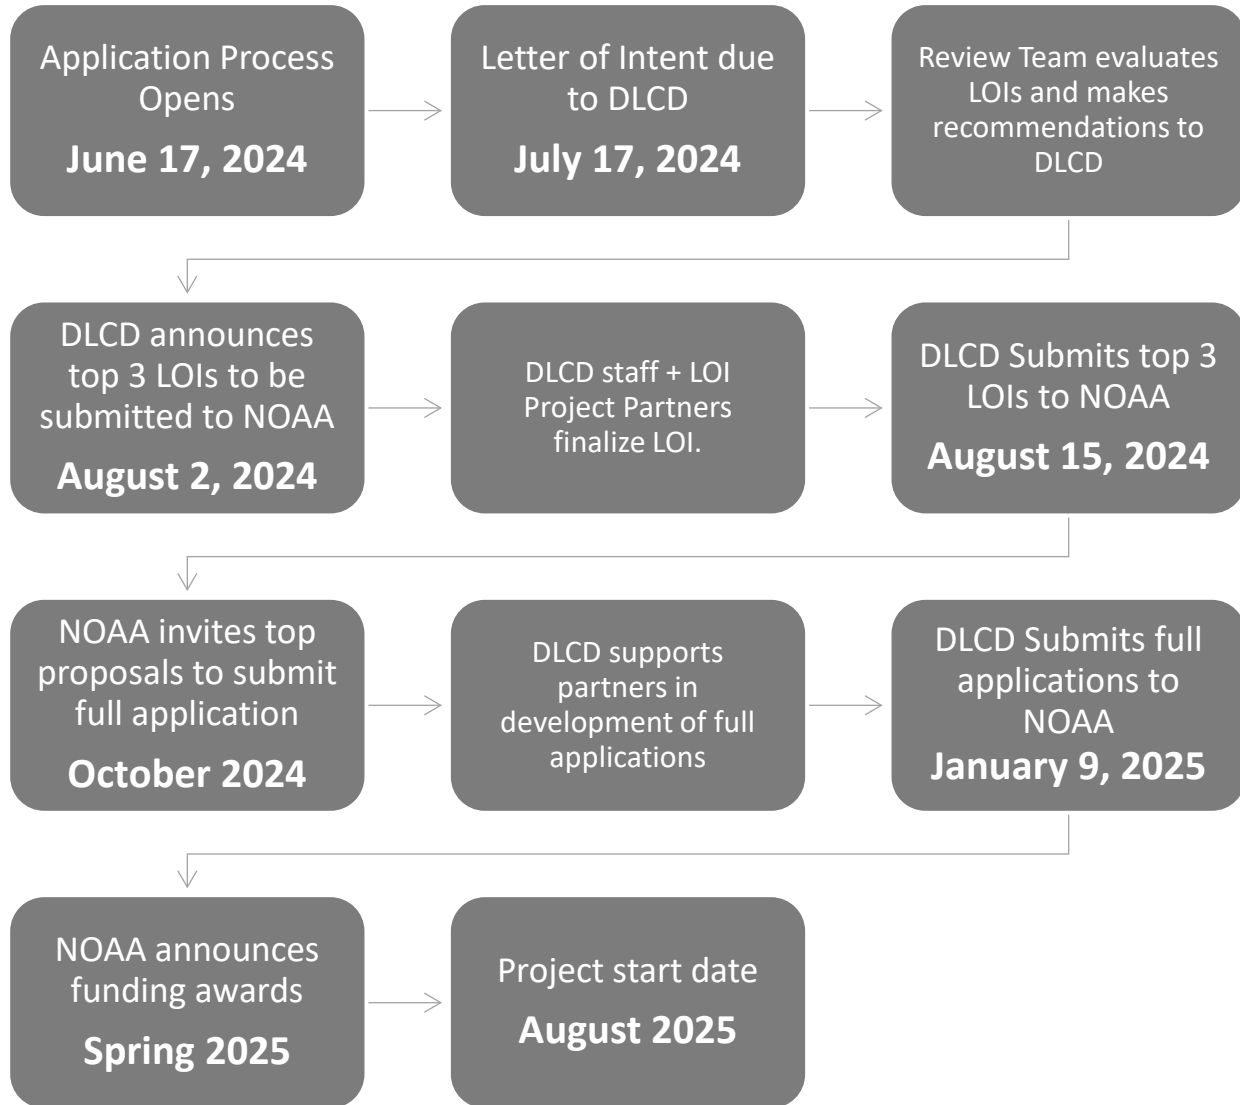 Application Process
Opens
June 17, 2024
Letter of Intent due
to DLCD
July 17, 2024
Review Team evaluates
LOIs and makes
recommendations to
DLCD
DLCD announces
top 3 LOIs to be
submitted to NOAA
August 2, 2024
DLCD staff + LOI
Project Partners
finalize LOI.
DLCD Submits top 3
LOIs to NOAA
August 15, 2024
NOAA invites top
proposals to submit
full application
October 2024
DLCD supports
partners in
development of full
applications
DLCD Submits full
applications to
NOAA
January 9, 2025
NOAA announces
funding awards
Spring 2025
Project start date
August 2025